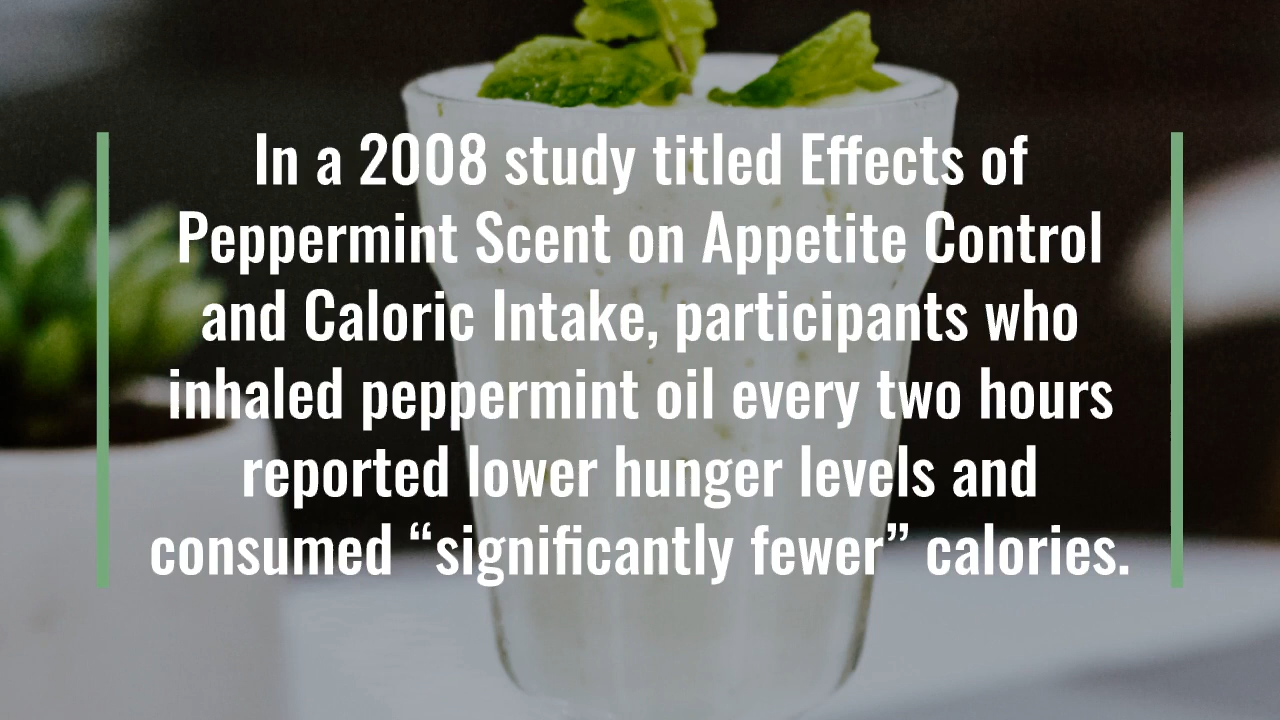 In a 2008 study titled Effects of
Peppermint Scent on Appetite Control
and Caloric Intake, participants who
inhaled peppermint oil every two hours
reported lower hunger levels and
consumed “significantly fewer” calories.